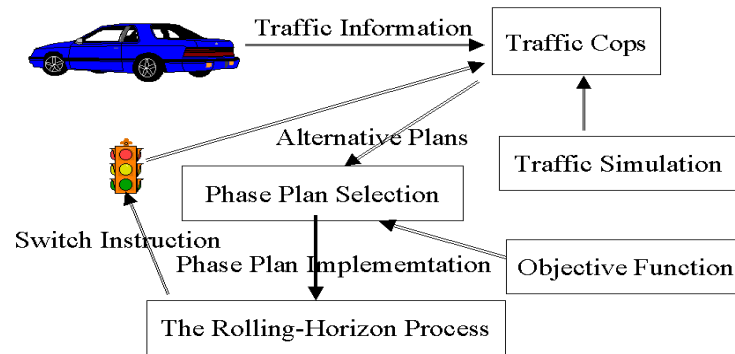 Traffic Information
Traffic Cops
Alternative Plans
Traffic Simulation
Phase Plan Selection
Switch Instruction
Phase Plan Implememtation
Objective Function
The Rolling-Horizon Process